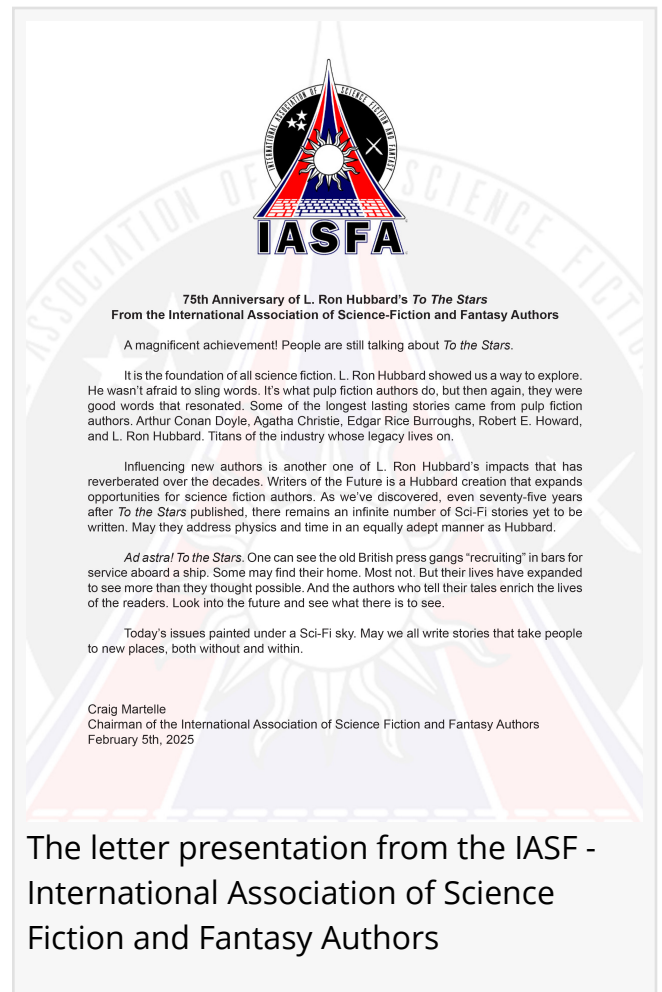 INTERNATIONAL ASSOCIATION OF SCIENCE FICTION AND FANTASY
IASFA
75th Anniversary of L. Ron Hubbard's To The Stars
From the International Association of Science-Fiction and Fantasy Authors
A magnificent achievement! People are still talking about To the Stars.
It is the foundation of all science fiction. L. Ron Hubbard showed us a way to explore.
He wasn't afraid to sling words. It's what pulp fiction authors do, but then again, they were
good words that resonated. Some of the longest lasting stories came from pulp fiction
authors. Arthur Conan Doyle, Agatha Christie, Edgar Rice Burroughs, Robert E. Howard,
and L. Ron Hubbard. Titans of the industry whose legacy lives on.
Influencing new authors is another one of L. Ron Hubbard's impacts that has
reverberated over the decades. Writers of the Future is a Hubbard creation that expands
opportunities for science fiction authors. As we've discovered, even seventy-five years
after To the Stars published, there remains an infinite number of Sci-Fi stories yet to be
written. May they address physics and time in an equally adept manner as Hubbard.
Ad astra! To the Stars. One can see the old British press gangs "recruiting" in bars for
service aboard a ship. Some may find their home. Most not. But their lives have expanded
to see more than they thought possible. And the authors who tell their tales enrich the lives
of the readers. Look into the future and see what there is to see.
Today's issues painted under a Sci-Fi sky. May we all write stories that take people
to new places, both without and within.
Craig Martelle
Chairman of the International Association of Science Fiction and Fantasy Authors
February 5th, 2025
The letter presentation from the IASF -
International Association of Science
Fiction and Fantasy Authors